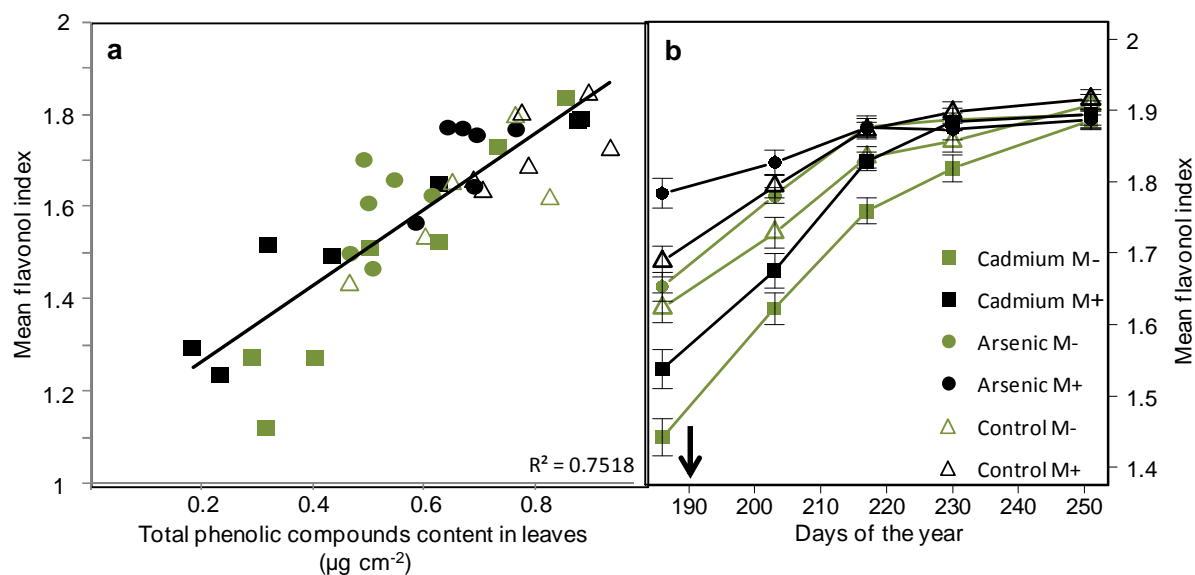 a
Mean flavonol index
2
1.8
1.6
1.4
1.2
1
0.2 0.4 0.6 0.8
R² = 0.7518
Total phenolic compounds content in leaves
(µg cm⁻²)
b
Mean flavonol index
2
1.9
1.8
1.7
1.6
1.5
1.4
Cadmium M-
Cadmium M+
Arsenic M-
Arsenic M+
Control M-
Control M+
190 200 210 220 230 240 250
Days of the year